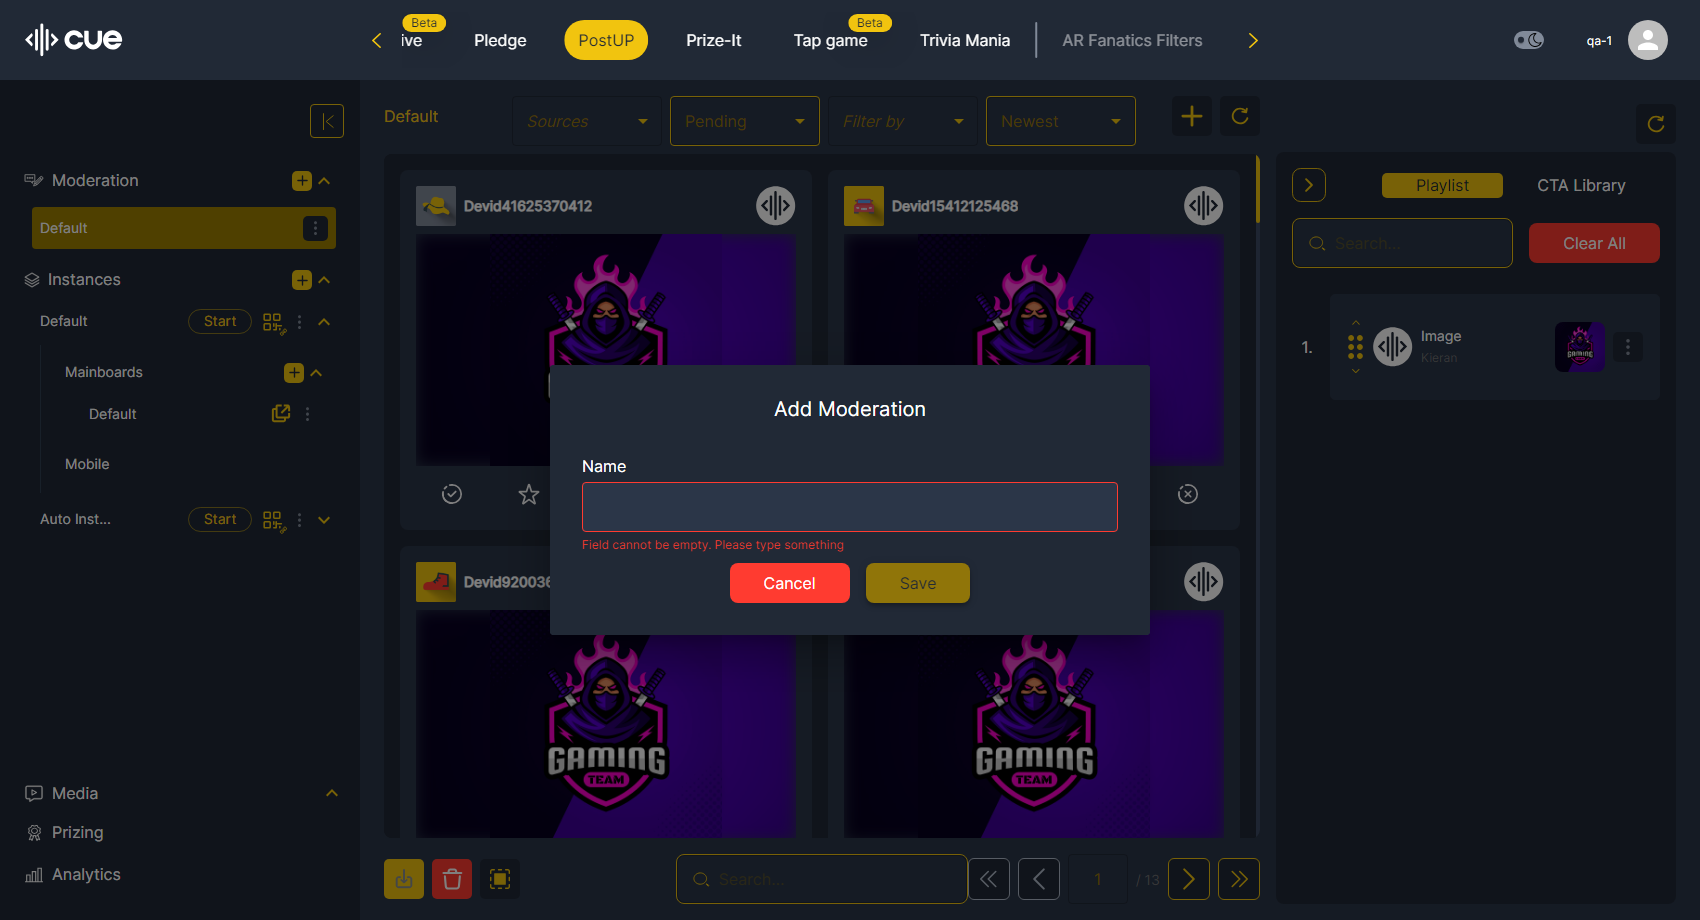 cue
Beta
ive
Pledge
PostUP
Prize-It
Beta
Tap game
Trivia Mania
AR Fanatics Filters
qa-1
Moderation
Default
Instances
Default
Start
Mainboards
Default
Mobile
Auto Inst...
Start
Media
Prizing
Analytics
Default
Sources
Pending
Filter by
Newest
Devid41625370412
Devid15412125468
Add Moderation
Name
Field cannot be empty. Please type something
Cancel
Save
Devid920036
GAMING
TEAM
GAMING
TEAM
Search...
1
/ 13
Playlist
CTA Library
Search...
Clear All
1.
Image
Kieran
GAMING